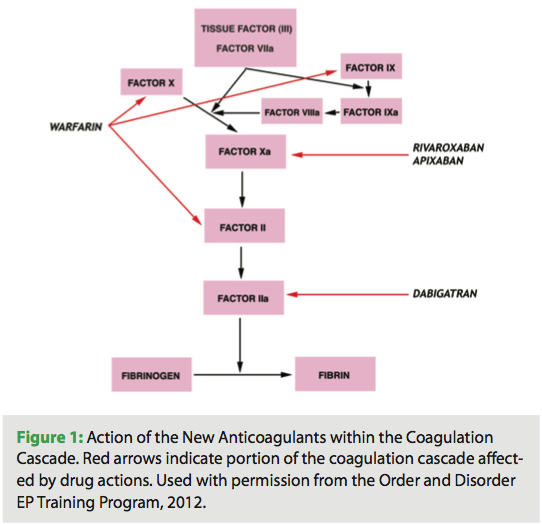 TISSUE FACTOR (III)
FACTOR VIIa
FACTOR IX
FACTOR X
FACTOR VIIIa
FACTOR IXa
WARFARIN
FACTOR Xa
RIVAROXABAN
APIXABAN
FACTOR II
FACTOR IIa
DABIGATRAN
FIBRINOGEN
FIBRIN
Figure 1: Action of the New Anticoagulants within the Coagulation
Cascade. Red arrows indicate portion of the coagulation cascade affect-
ed by drug actions. Used with permission from the Order and Disorder
EP Training Program, 2012.